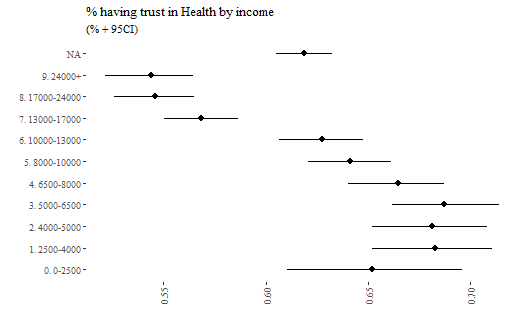 % having trust in Health by income
(% + 95CI)
NA
9. 24000+
8. 17000-24000
7. 13000-17000
6. 10000-13000
5. 8000-10000
4. 6500-8000
3. 5000-6500
2. 4000-5000
1. 2500-4000
0. 0-2500
0.55 0.60 0.65 0.70